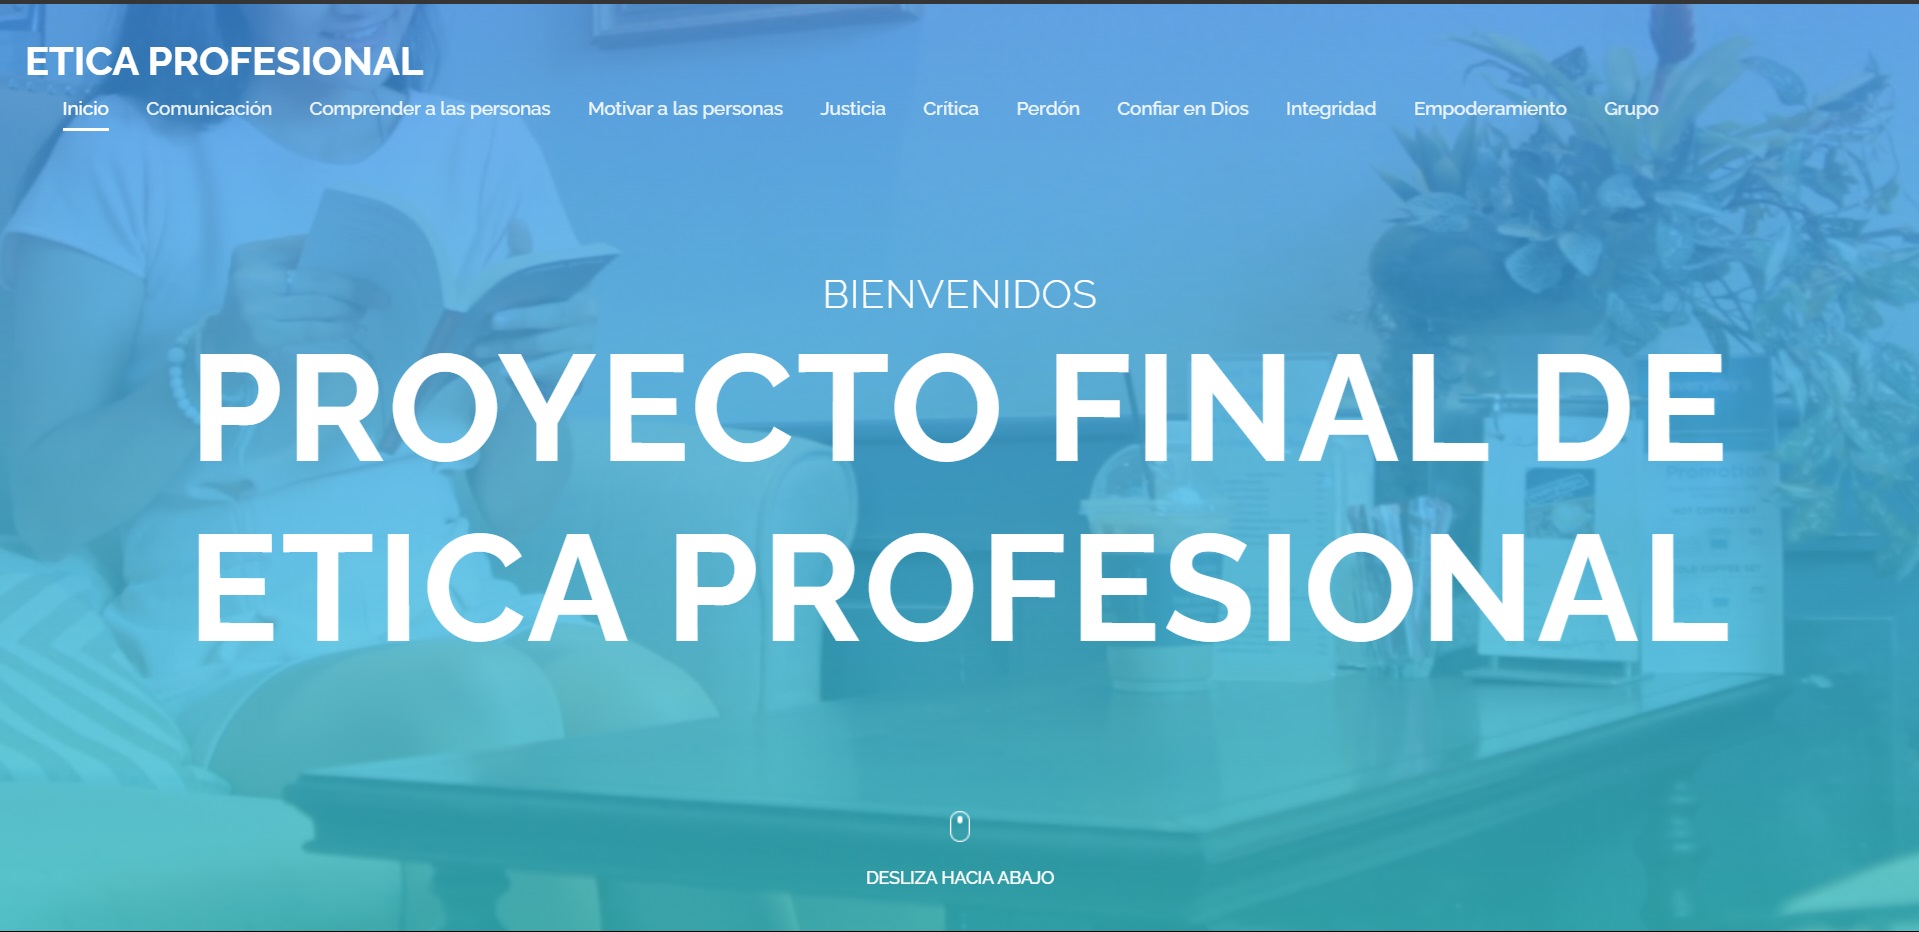 ETICA PROFESIONAL
Inicio Comunicación Comprender a las personas Motivar a las personas Justicia Crítica Perdón Confiar en Dios Integridad Empoderamiento Grupo
BIENVENIDOS
PROYECTO FINAL DE
ETICA PROFESIONAL
DESLIZA HACIA ABAJO